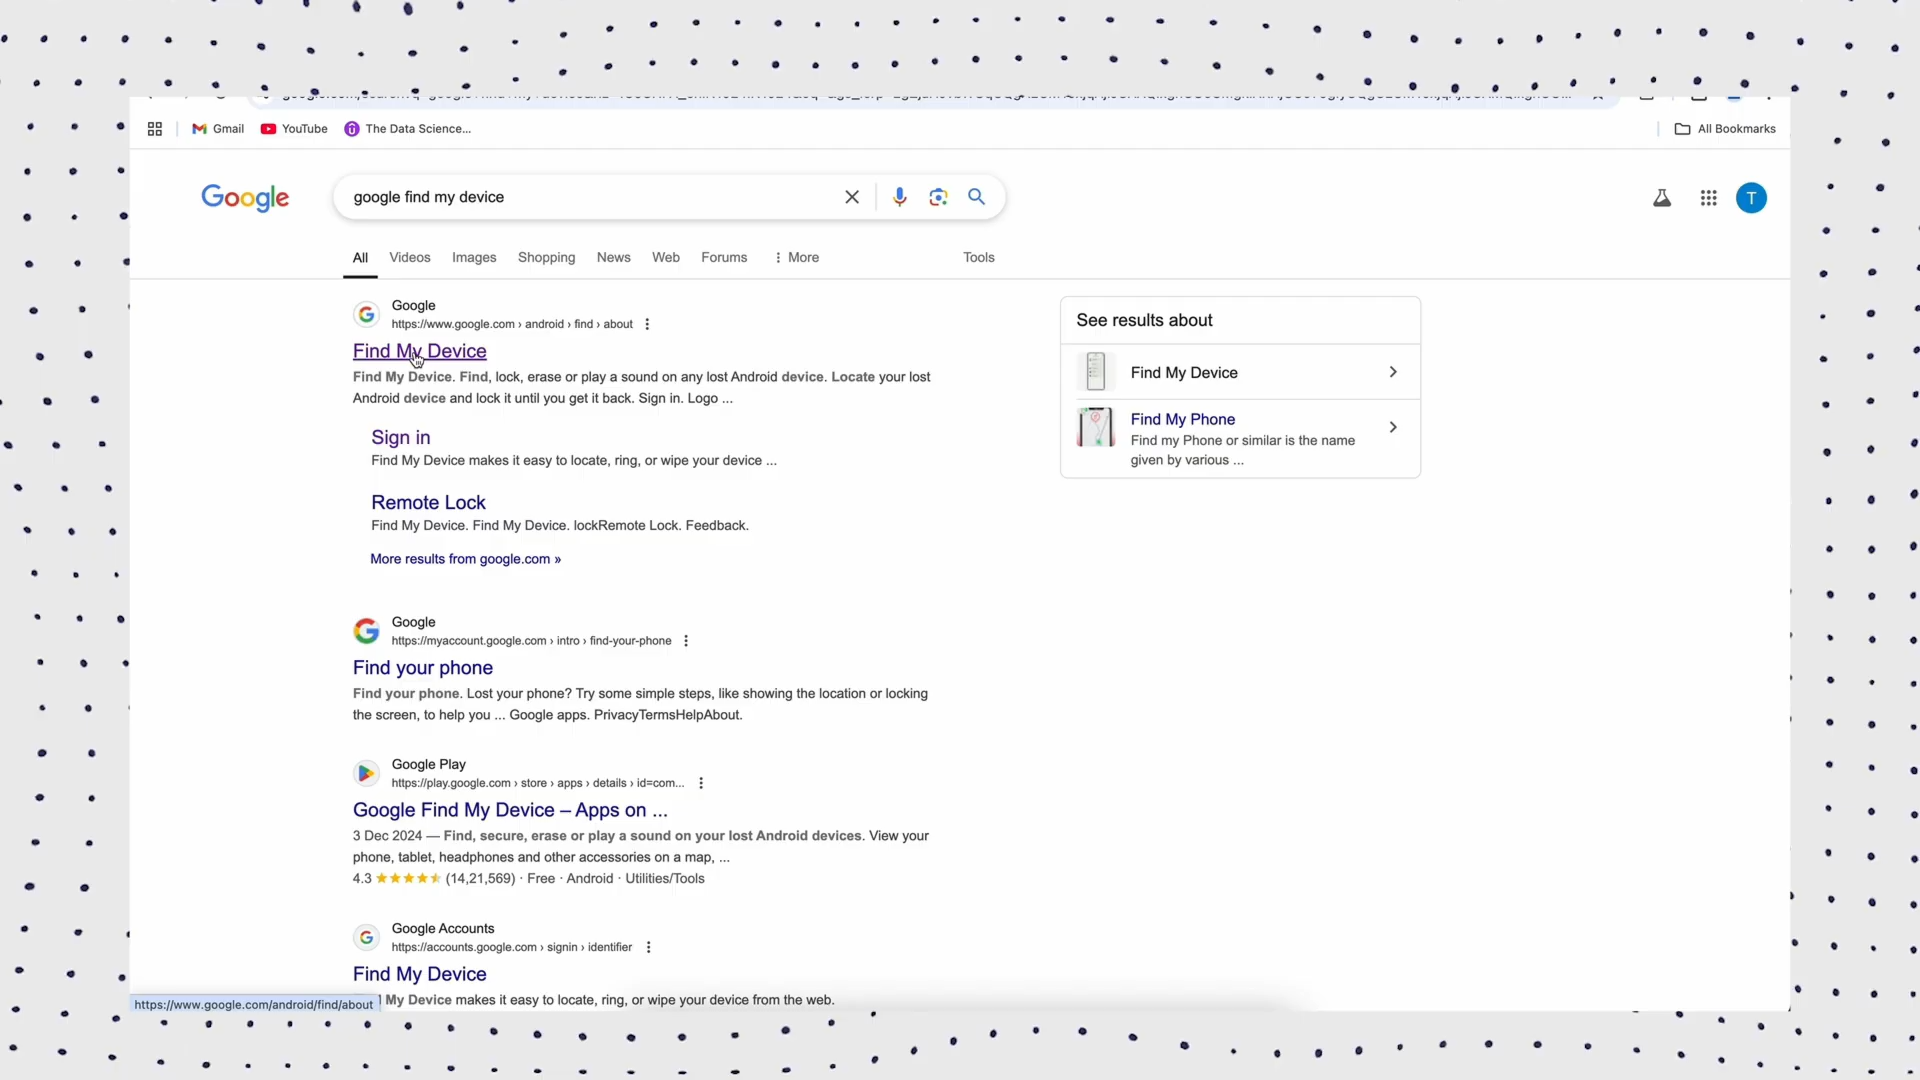 Gmail
YouTube
The Data Science...
All Bookmarks
Google
google find my device
T
All
Videos
Images
Shopping
News
Web
Forums
More
Tools
Google
https://www.google.com › android › find › about
Find My Device
Find My Device. Find, lock, erase or play a sound on any lost Android device. Locate your lost
Android device and lock it until you get it back. Sign in. Logo ...
Sign in
Find My Device makes it easy to locate, ring, or wipe your device ...
Remote Lock
Find My Device. Find My Device. lockRemote Lock. Feedback.
More results from google.com »
See results about
Find My Device
Find My Phone
Find my Phone or similar is the name
given by various ...
Google
https://myaccount.google.com › intro › find-your-phone
Find your phone
Find your phone. Lost your phone? Try some simple steps, like showing the location or locking
the screen, to help you ... Google apps. PrivacyTermsHelpAbout.
Google Play
https://play.google.com › store › apps › details › id=com...
Google Find My Device – Apps on ...
3 Dec 2024 — Find, secure, erase or play a sound on your lost Android devices. View your
phone, tablet, headphones and other accessories on a map, ...
4.3 (14,21,569) · Free · Android · Utilities/Tools
Google Accounts
https://accounts.google.com › signin › identifier
Find My Device
My Device makes it easy to locate, ring, or wipe your device from the web.
https://www.google.com/android/find/about